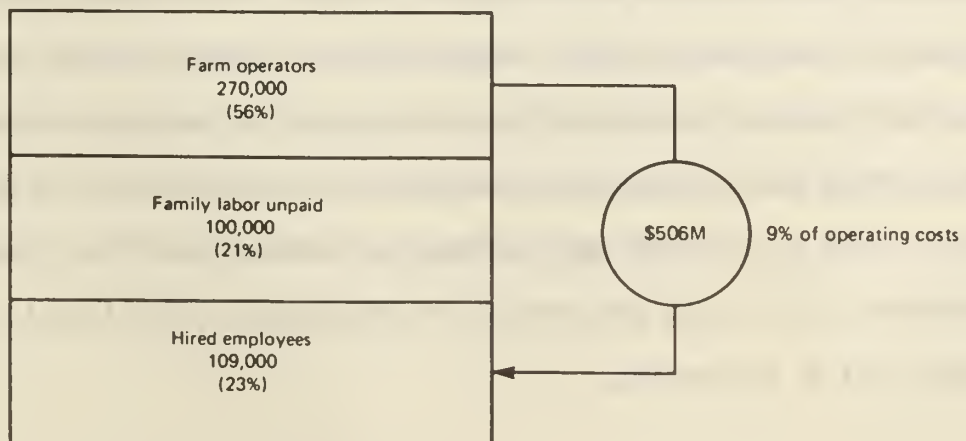 Farm operators
270,000
(56%)
Family labor unpaid
100,000
(21%)
$506M 9% of operating costs
Hired employees
109,000
(23%)